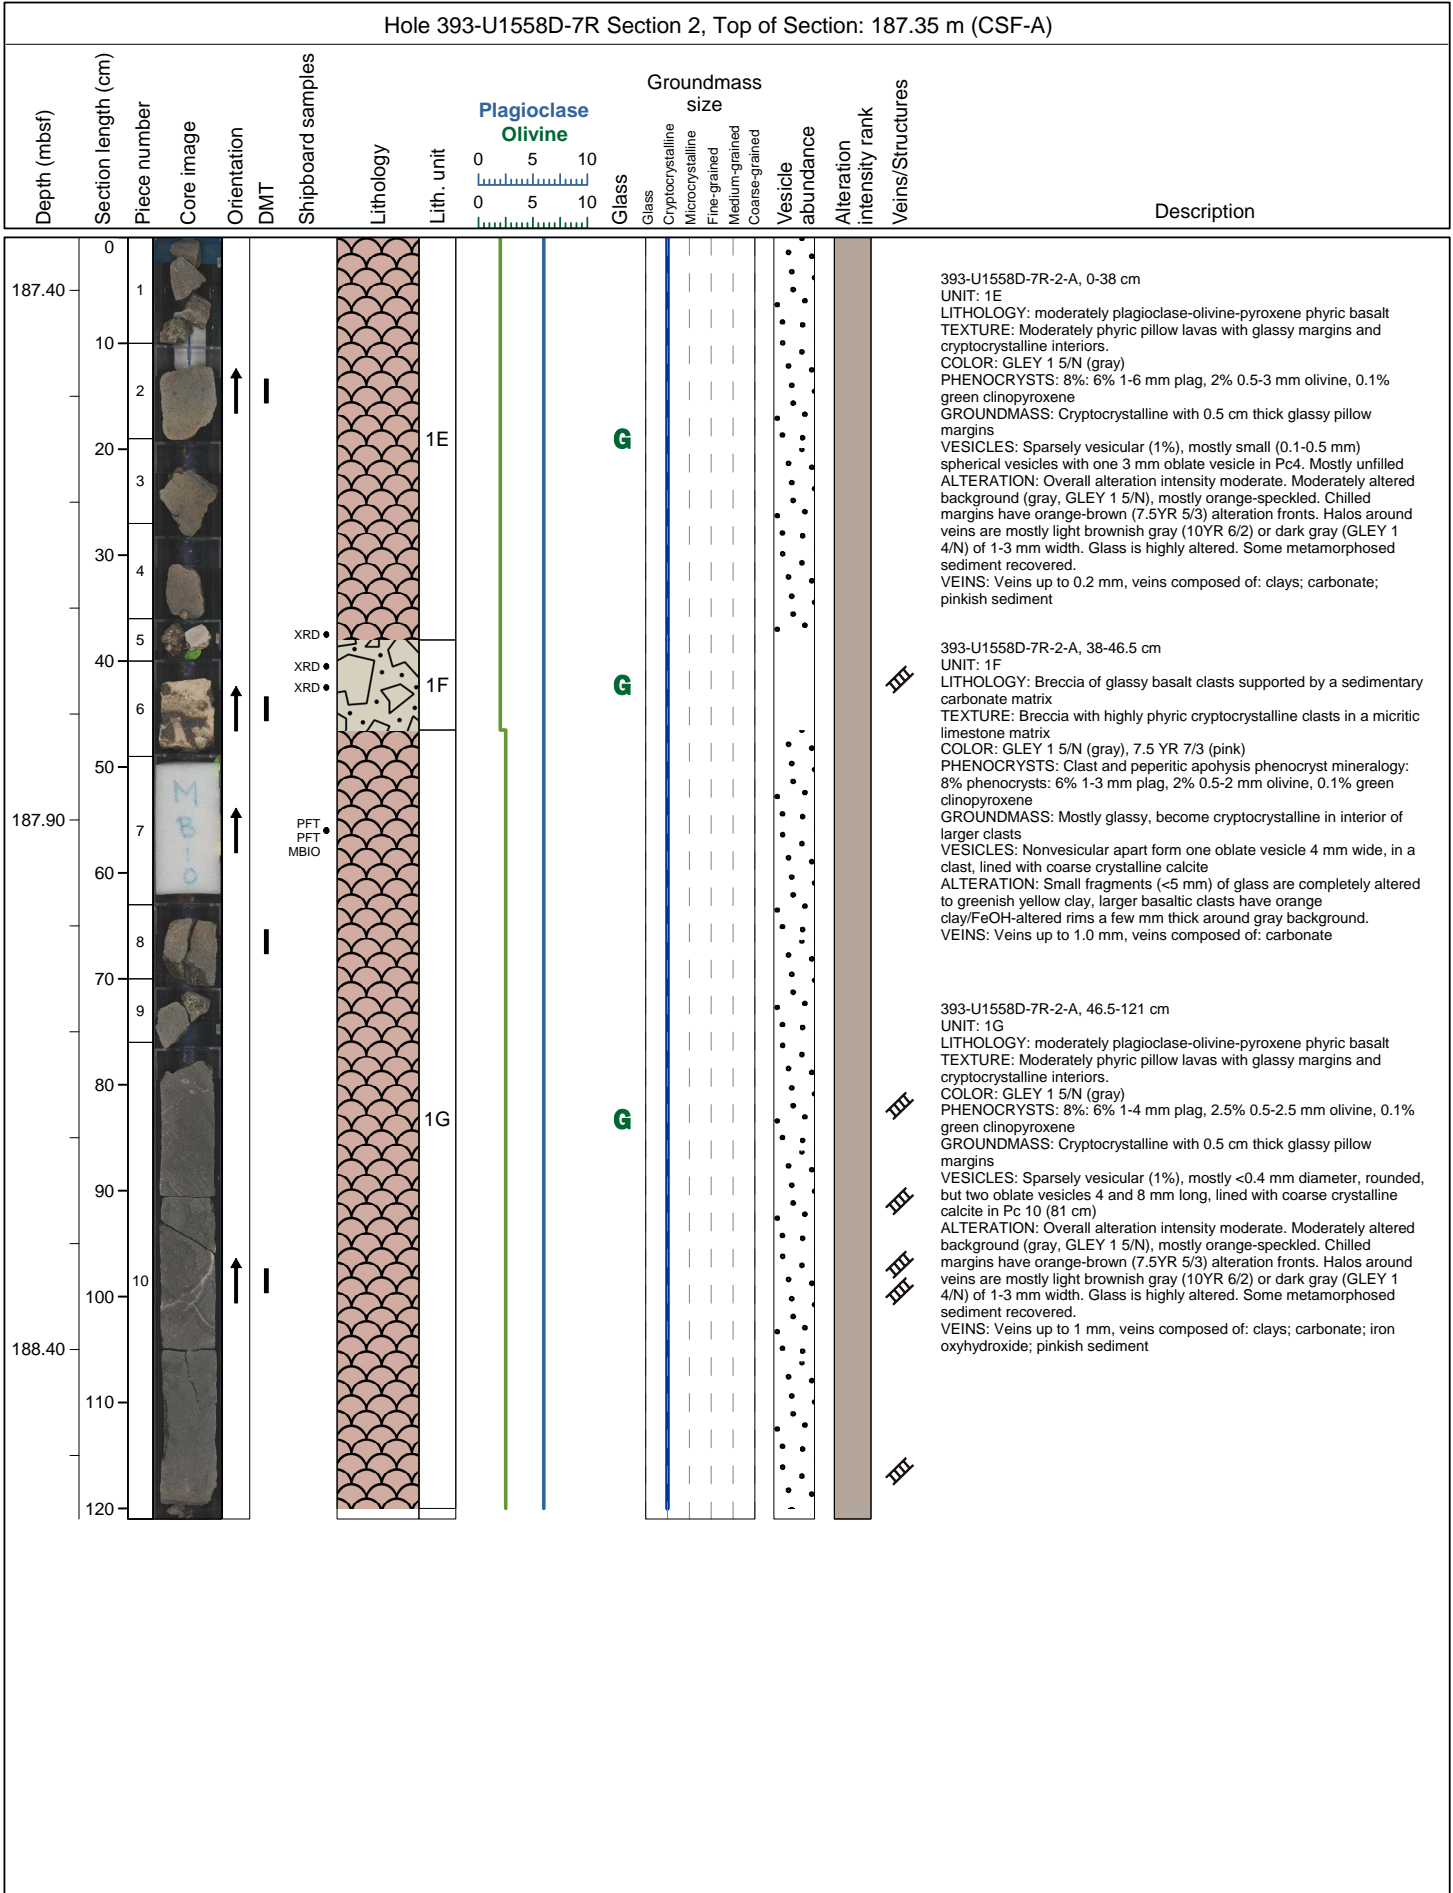 Hole 393-U1558D-7R Section 2, Top of Section: 187.35 m (CSF-A)
Depth (mbsf)
Section length (cm)
Piece number
Core image
Orientation
DMT
Shipboard samples
Lithology
Lith. unit
Plagioclase
Olivine
0 5 10
0 5 10
Glass
Groundmass
size
Glass
Cryptocrystalline
Microcrystalline
Fine-grained
Medium-grained
Coarse-grained
Vesicle
abundance
Alteration
intensity rank
Veins/Structures
Description
187.40
187.90
188.40
0
10
20
30
40
50
60
70
80
90
100
110
120
1
2
3
4
5
6
7
8
9
10
M
B
I
O
XRD
XRD
XRD
PFT
PFT
MBIO
1E
1F
1G
G
G
G
393-U1558D-7R-2-A, 0-38 cm
UNIT: 1E
LITHOLOGY: moderately plagioclase-olivine-pyroxene phyric basalt
TEXTURE: Moderately phyric pillow lavas with glassy margins and
cryptocrystalline interiors.
COLOR: GLEY 1 5/N (gray)
PHENOCRYSTS: 8%: 6% 1-6 mm plag, 2% 0.5-3 mm olivine, 0.1%
green clinopyroxene
GROUNDMASS: Cryptocrystalline with 0.5 cm thick glassy pillow
margins
VESICLES: Sparsely vesicular (1%), mostly small (0.1-0.5 mm)
spherical vesicles with one 3 mm oblate vesicle in Pc4. Mostly unfilled
ALTERATION: Overall alteration intensity moderate. Moderately altered
background (gray, GLEY 1 5/N), mostly orange-speckled. Chilled
margins have orange-brown (7.5YR 5/3) alteration fronts. Halos around
veins are mostly light brownish gray (10YR 6/2) or dark gray (GLEY 1
4/N) of 1-3 mm width. Glass is highly altered. Some metamorphosed
sediment recovered.
VEINS: Veins up to 0.2 mm, veins composed of: clays; carbonate;
pinkish sediment
393-U1558D-7R-2-A, 38-46.5 cm
UNIT: 1F
LITHOLOGY: Breccia of glassy basalt clasts supported by a sedimentary
carbonate matrix
TEXTURE: Breccia with highly phyric cryptocrystalline clasts in a micritic
limestone matrix
COLOR: GLEY 1 5/N (gray), 7.5 YR 7/3 (pink)
PHENOCRYSTS: Clast and peperitic apohysis phenocryst mineralogy:
8% phenocrysts: 6% 1-3 mm plag, 2% 0.5-2 mm olivine, 0.1% green
clinopyroxene
GROUNDMASS: Mostly glassy, become cryptocrystalline in interior of
larger clasts
VESICLES: Nonvesicular apart form one oblate vesicle 4 mm wide, in a
clast, lined with coarse crystalline calcite
ALTERATION: Small fragments (<5 mm) of glass are completely altered
to greenish yellow clay, larger basaltic clasts have orange
clay/FeOH-altered rims a few mm thick around gray background.
VEINS: Veins up to 1.0 mm, veins composed of: carbonate
393-U1558D-7R-2-A, 46.5-121 cm
UNIT: 1G
LITHOLOGY: moderately plagioclase-olivine-pyroxene phyric basalt
TEXTURE: Moderately phyric pillow lavas with glassy margins and
cryptocrystalline interiors.
COLOR: GLEY 1 5/N (gray)
PHENOCRYSTS: 8%: 6% 1-4 mm plag, 2.5% 0.5-2.5 mm olivine, 0.1%
green clinopyroxene
GROUNDMASS: Cryptocrystalline with 0.5 cm thick glassy pillow
margins
VESICLES: Sparsely vesicular (1%), mostly <0.4 mm diameter, rounded,
but two oblate vesicles 4 and 8 mm long, lined with coarse crystalline
calcite in Pc 10 (81 cm)
ALTERATION: Overall alteration intensity moderate. Moderately altered
background (gray, GLEY 1 5/N), mostly orange-speckled. Chilled
margins have orange-brown (7.5YR 5/3) alteration fronts. Halos around
veins are mostly light brownish gray (10YR 6/2) or dark gray (GLEY 1
4/N) of 1-3 mm width. Glass is highly altered. Some metamorphosed
sediment recovered.
VEINS: Veins up to 1 mm, veins composed of: clays; carbonate; iron
oxyhydroxide; pinkish sediment